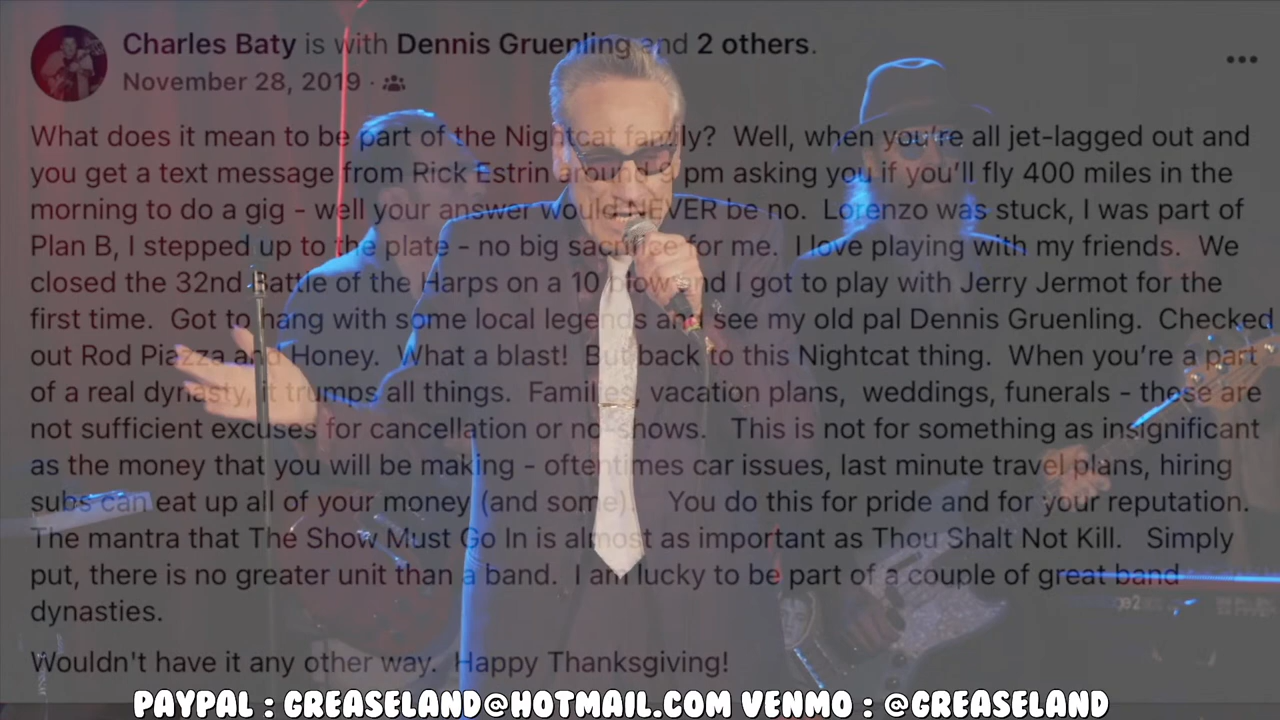 Charles Baty is with Dennis Gruenling and 2 others.
November 28, 2019 ·
What does it mean to be part of the Nightcat family?  Well, when you're all jet-lagged out and
you get a text message from Rick Estrin around 9 pm asking you if you'll fly 400 miles in the
morning to do a gig - well your answer would NEVER be no.  Lorenzo was stuck, I was part of
Plan B, I stepped up to the plate - no big sacrifice for me.  I love playing with my friends.  We
closed the 32nd Battle of the Harps on a 10 blow and I got to play with Jerry Jermot for the
first time.  Got to hang with some local legends and see my old pal Dennis Gruenling.  Checked
out Rod Piazza and Honey.  What a blast!  But back to this Nightcat thing.  When you're a part
of a real dynasty, it trumps all things.  Families, vacation plans,  weddings, funerals - these are
not sufficient excuses for cancellation or no-shows.   This is not for something as insignificant
as the money that you will be making - oftentimes car issues, last minute travel plans, hiring
subs can eat up all of your money (and some).   You do this for pride and for your reputation.
The mantra that The Show Must Go In is almost as important as Thou Shalt Not Kill.   Simply
put, there is no greater unit than a band.  I am lucky to be part of a couple of great band
dynasties.
Wouldn't have it any other way.  Happy Thanksgiving!
PAYPAL : GREASELAND@HOTMAIL.COM VENMO : @GREASELAND